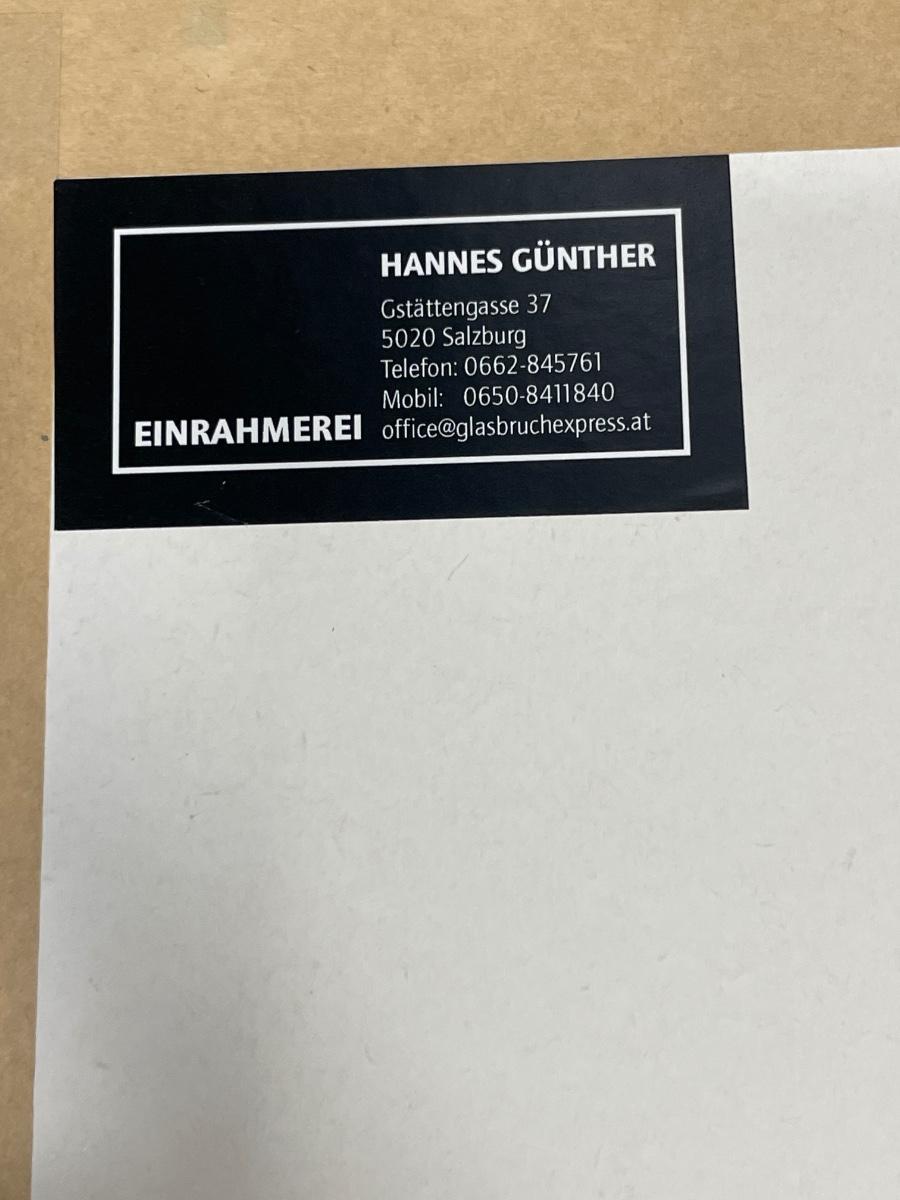 HANNES GÜNTHER
Gstättengasse 37
5020 Salzburg
Telefon: 0662-845761
Mobil: 0650-8411840
EINRAHMEREI office@glasbruchexpress.at